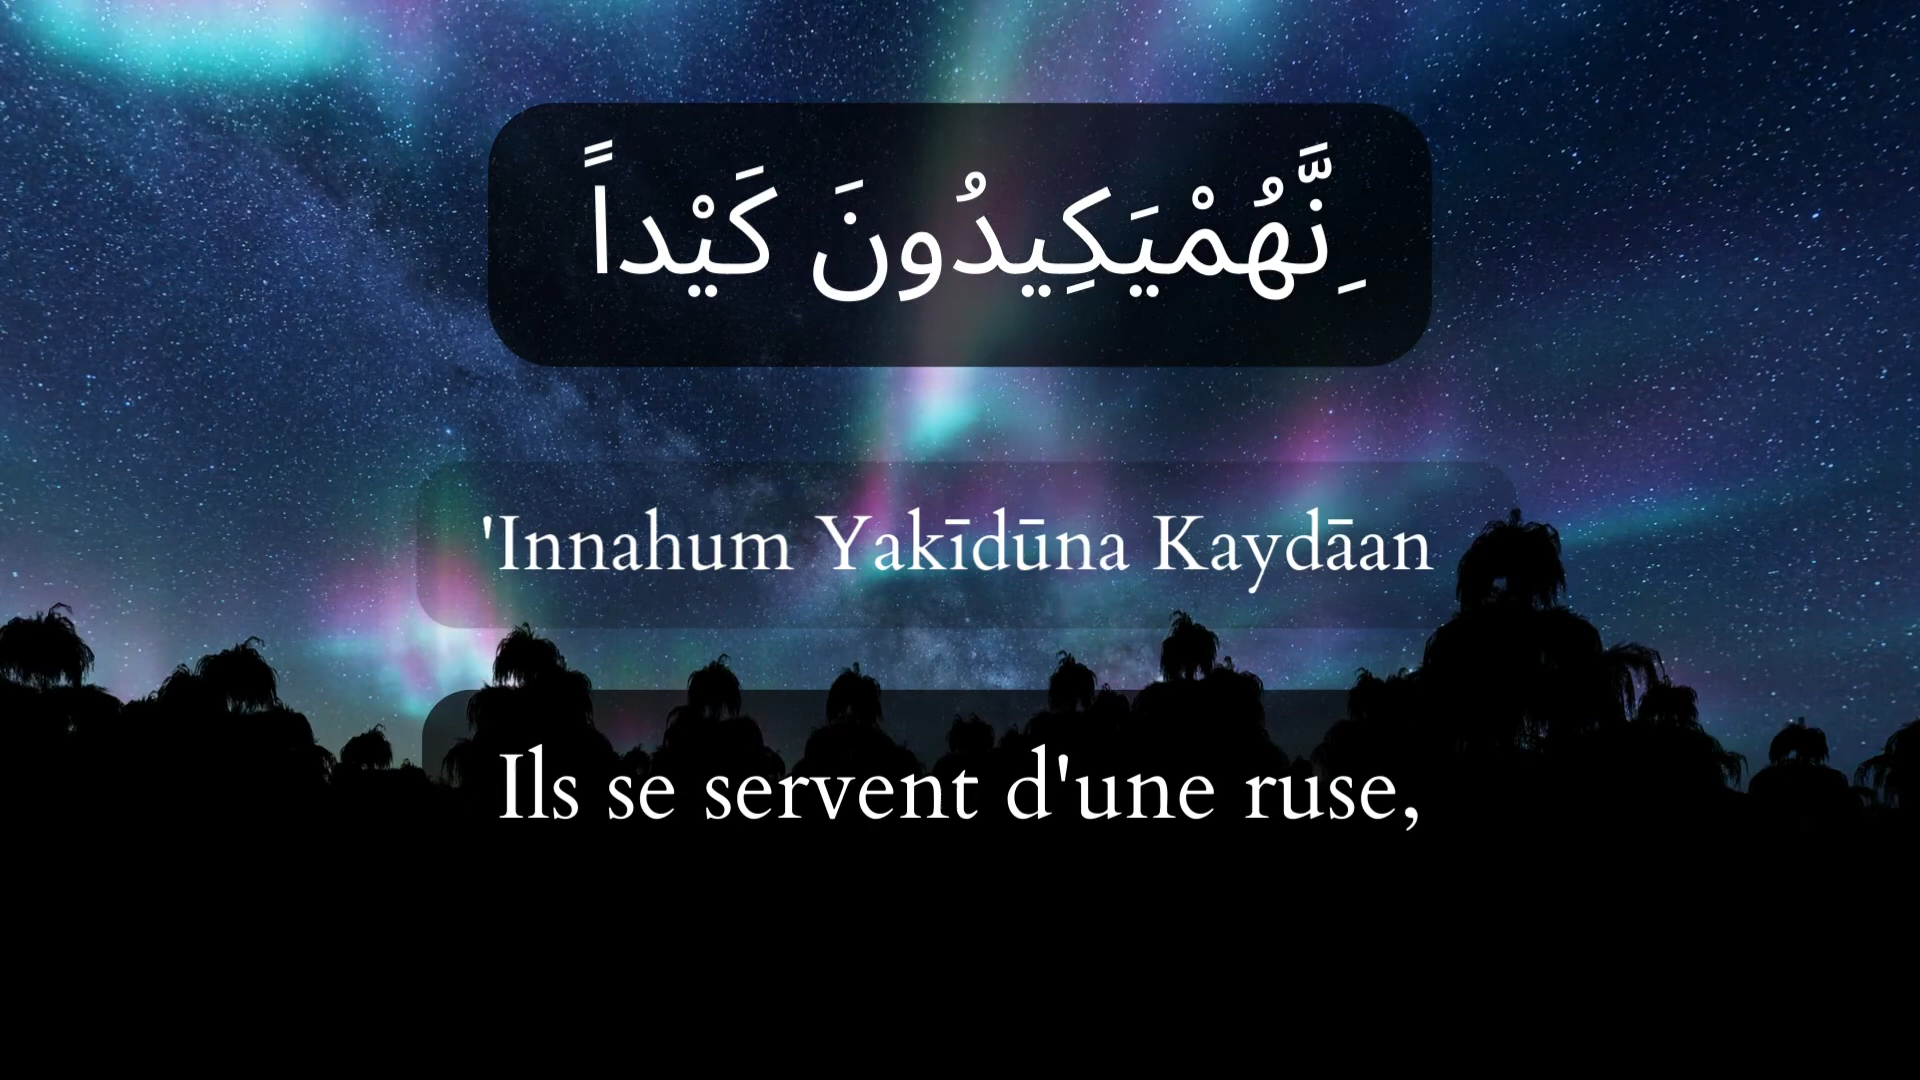 ِنَّهُمْيَكِيدُونَ كَيْداً
'Innahum Yakīdūna Kaydāan
Ils se servent d'une ruse,